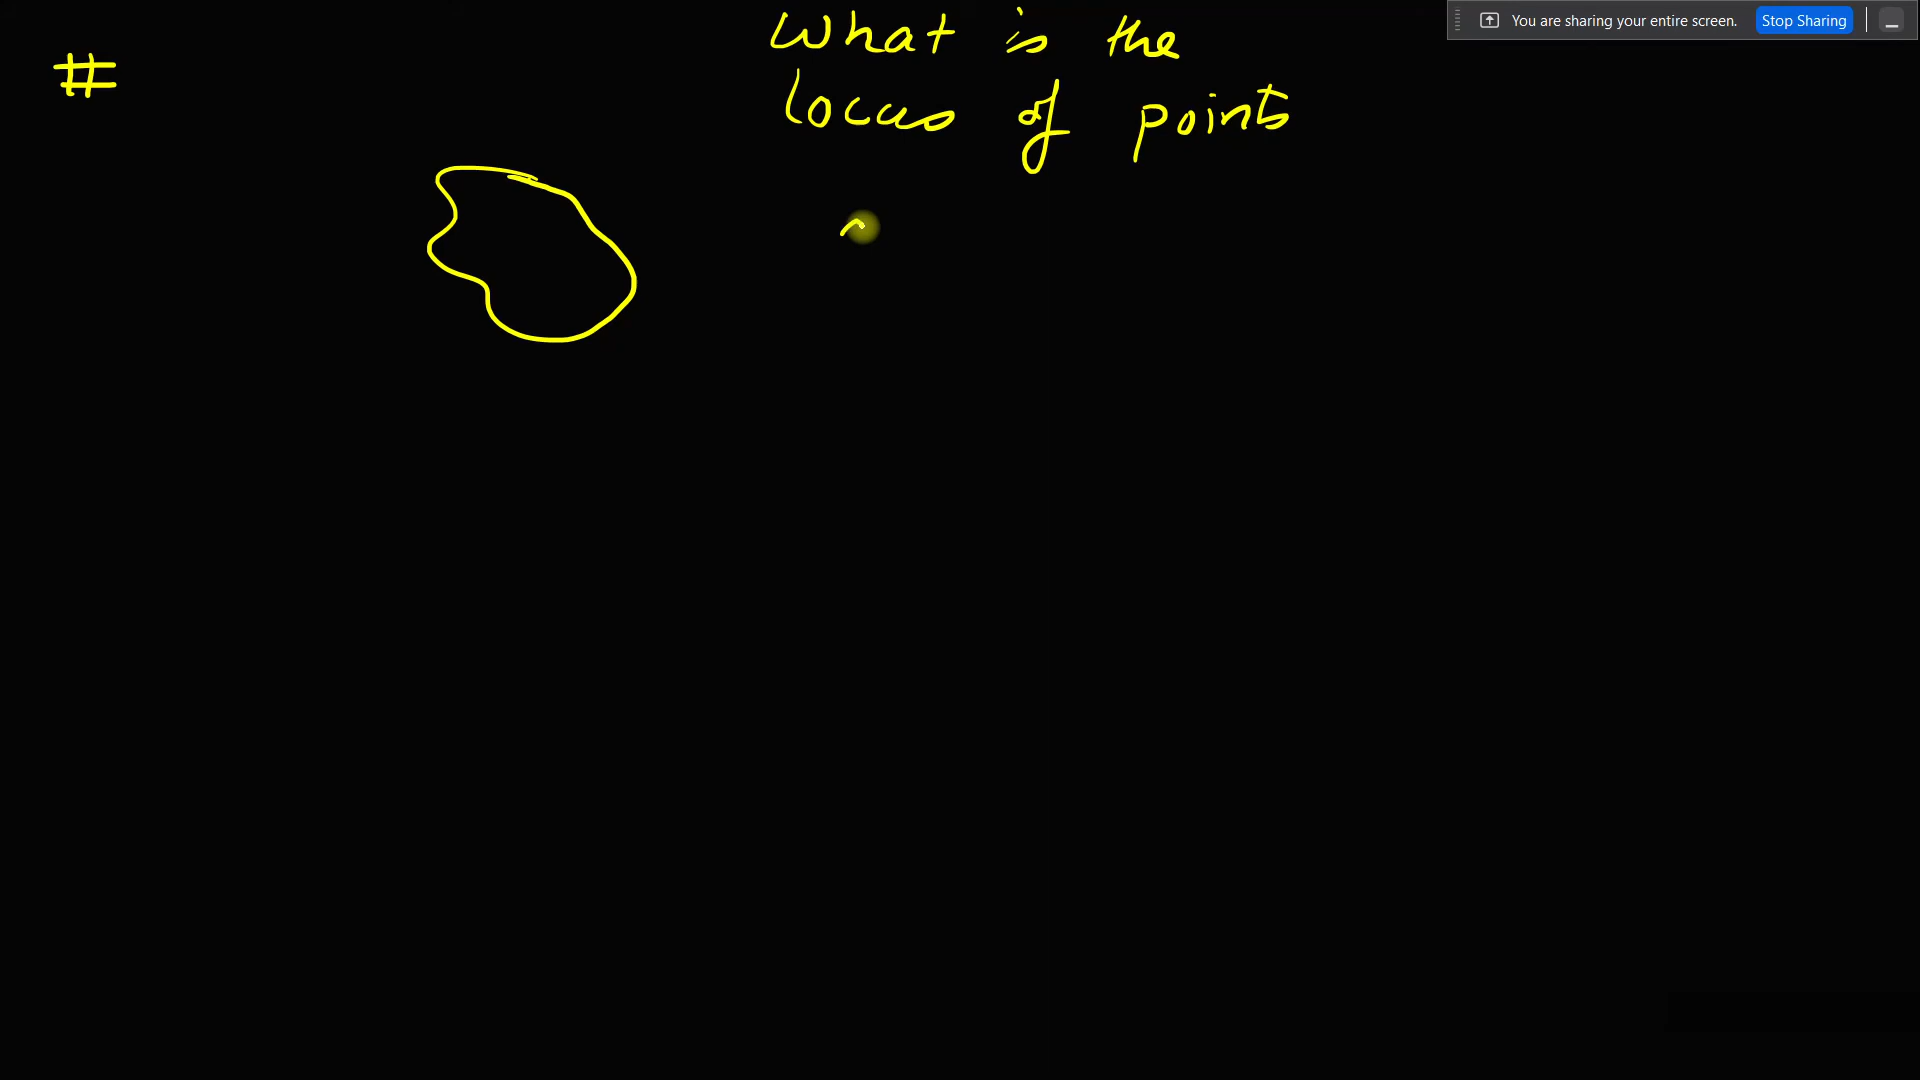 You are sharing your entire screen. Stop Sharing
#
What is the
locus of points